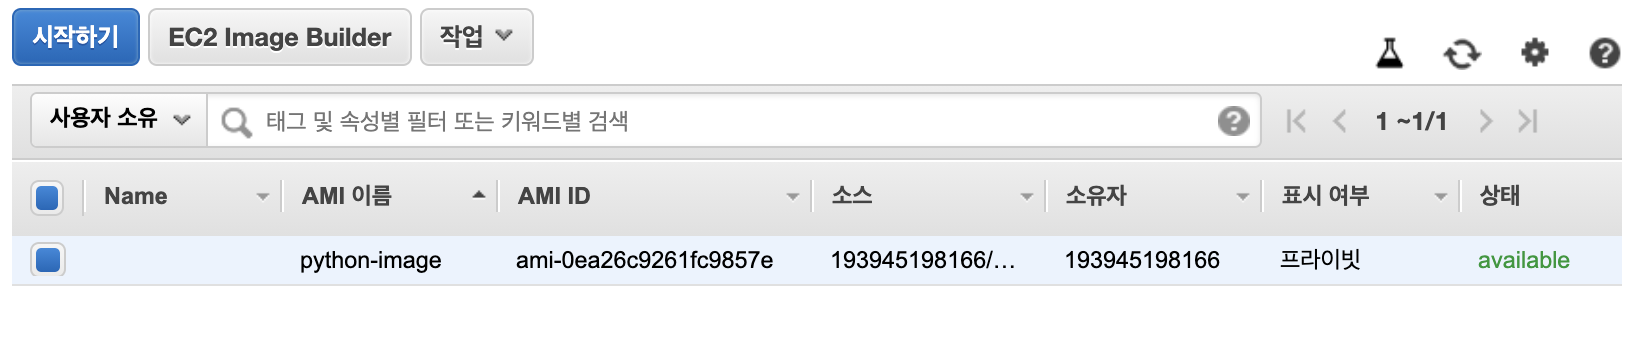 시작하기 EC2 Image Builder 작업
사용자 소유 태그 및 속성별 필터 또는 키워드별 검색 ? 1 ~1/1 ?
Name AMI 이름 AMI ID 소스 소유자 표시 여부 상태
python-image ami-0ea26c9261fc9857e 193945198166/... 193945198166 프라이빗 available